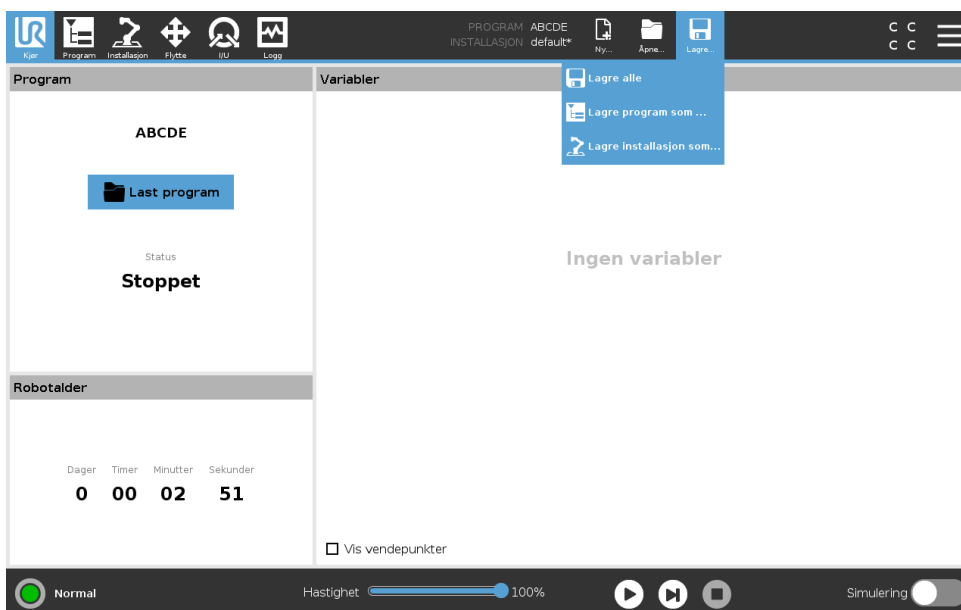 UR
Kjør
Program
Installasjon
Flytte
I/U
Logg
PROGRAM ABCDE
INSTALLASJON default*
Ny...
Åpne...
Lagre...
C C
C C
Lagre alle
Lagre program som ...
Lagre installasjon som...
Program
ABCDE
Last program
Status
Stoppet
Variabler
Ingen variabler
Robotalder
Dager Timer Minutter Sekunder
0 00 02 51
Vis vendepunkter
Normal
Hastighet 100%
Simulering